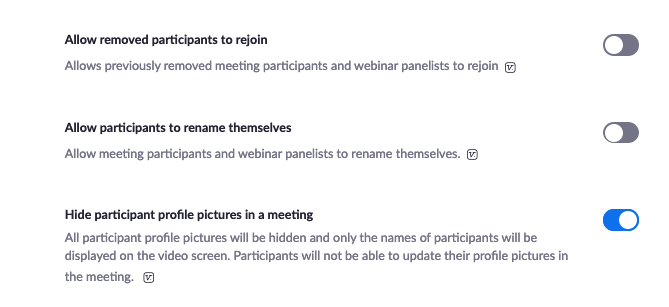 Allow removed participants to rejoin
Allows previously removed meeting participants and webinar panelists to rejoin
Allow participants to rename themselves
Allow meeting participants and webinar panelists to rename themselves.
Hide participant profile pictures in a meeting
All participant profile pictures will be hidden and only the names of participants will be
displayed on the video screen. Participants will not be able to update their profile pictures in
the meeting.